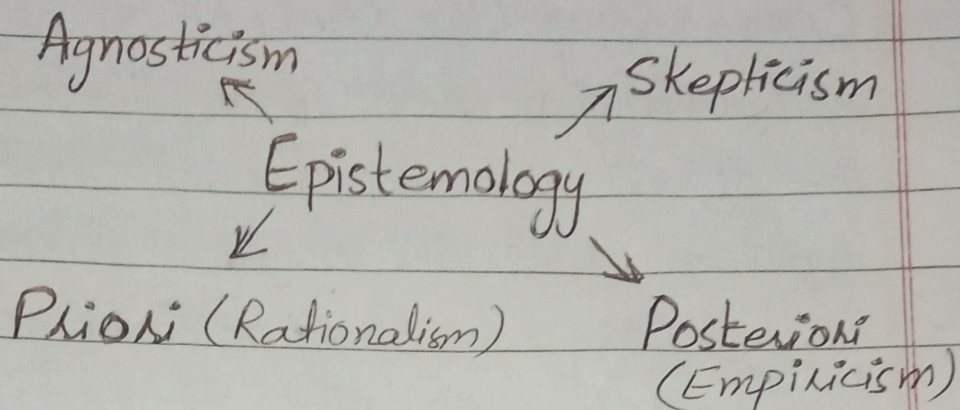 Agnosticism
Skepticism
Epistemology
Priori (Rationalism)
Posteriori
(Empiricism)